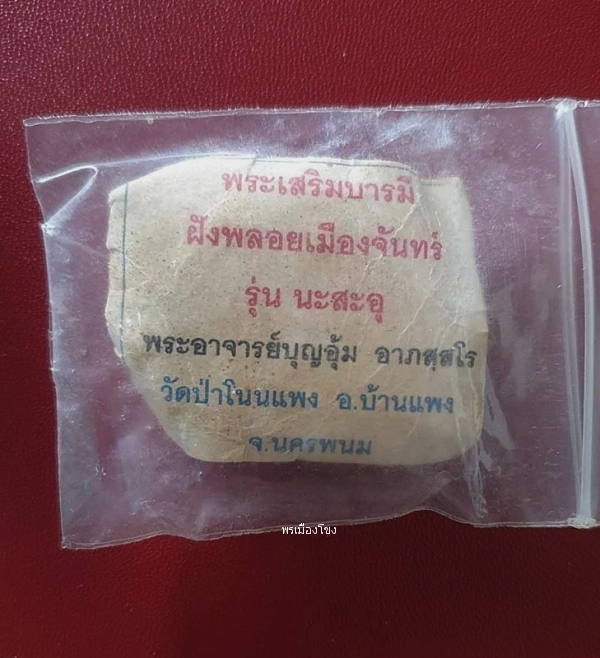 พระเสริมบารมี
ฝังพลอยเมืองจันทร์
รุ่น นะสะอุ
พระอาจารย์บุญอุ้ม อาภสฺสโร
วัดป่าโนนแพง อ.บ้านแพง
จ.นครพนม
พรเมืองโขง